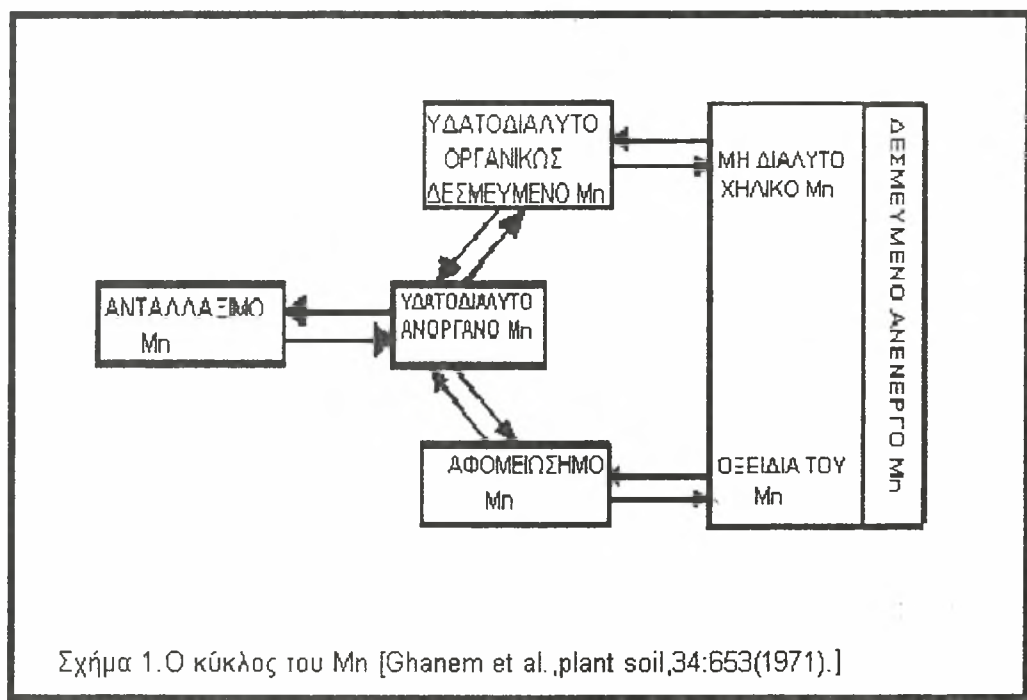 ΥΔΑΤΟΔΙΑΛΥΤΟ
ΟΡΓΑΝΙΚΩΣ
ΔΕΣΜΕΥΜΕΝΟ Mn
ΜΗ ΔΙΑΛΥΤΟ
ΧΗΛΙΚΟ Mn
ΔΕΣΜΕΥΜΕΝΟ ΑΝΕΝΕΡΓΟ Mn
ΑΝΤΑΛΛΑΞΙΜΟ
Mn
ΥΔΑΤΟΔΙΑΛΥΤΟ
ΑΝΟΡΓΑΝΟ Mn
ΑΦΟΜΕΙΩΣΗΜΟ
Mn
ΟΞΕΙΔΙΑ ΤΟΥ
Mn
Σχήμα 1.Ο κύκλος του Mn [Ghanem et al.,plant soil,34:653(1971).]